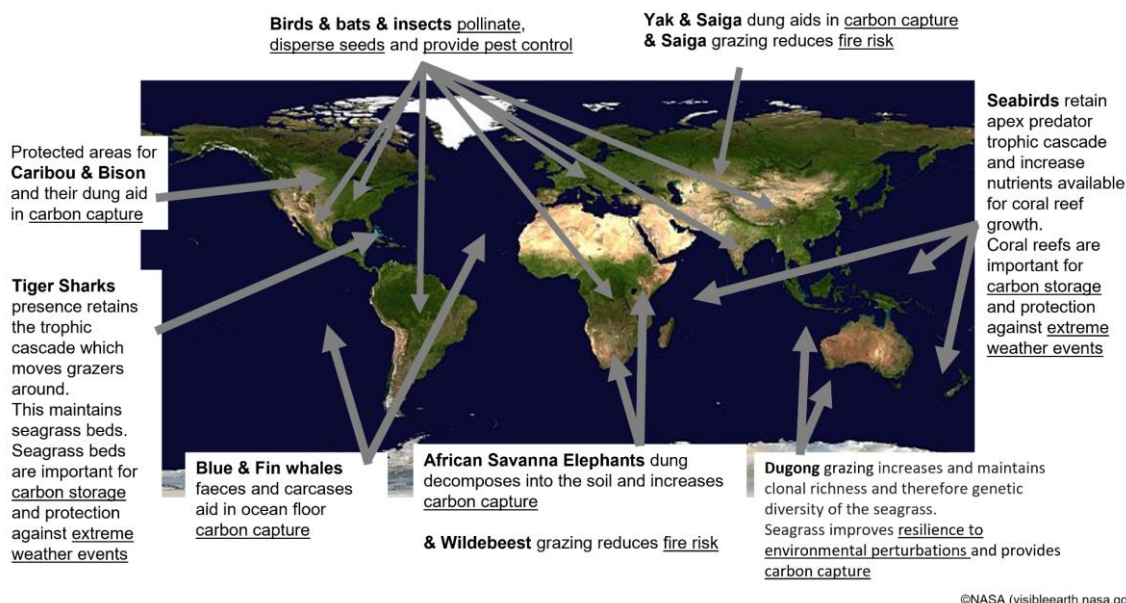 Birds & bats & insects pollinate,
disperse seeds and provide pest control
Yak & Saiga dung aids in carbon capture
& Saiga grazing reduces fire risk
Protected areas for
Caribou & Bison
and their dung aid
in carbon capture
Tiger Sharks
presence retains
the trophic
cascade which
moves grazers
around.
This maintains
seagrass beds.
Seagrass beds
are important for
carbon storage
and protection
against extreme
weather events
Blue & Fin whales
faeces and carcases
aid in ocean floor
carbon capture
African Savanna Elephants dung
decomposes into the soil and increases
carbon capture
& Wildebeest grazing reduces fire risk
Seabirds retain
apex predator
trophic cascade
and increase
nutrients available
for coral reef
growth.
Coral reefs are
important for
carbon storage
and protection
against extreme
weather events
Dugong grazing increases and maintains
clonal richness and therefore genetic
diversity of the seagrass.
Seagrass improves resilience to
environmental perturbations and provides
carbon capture
©NASA (visibleearth.nasa.go